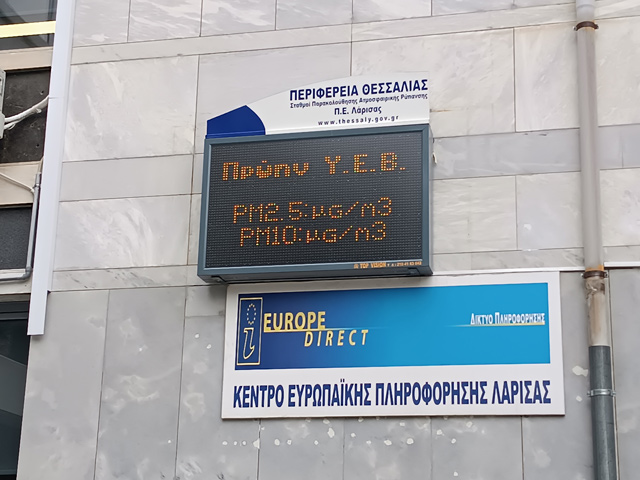 ΠΕΡΙΦΕΡΕΙΑ ΘΕΣΣΑΛΙΑΣ
Σταθμοί Παρακολούθησης Ατμοσφαιρικής Ρύπανσης
Π.Ε. Λάρισας
www.thessaly.gov.gr
Πρώην Υ.Ε.Β.
PM2.5:μg/m3
PM10:μg/m3
i EUROPE
DIRECT
ΔΙΚΤΥΟ ΠΛΗΡΟΦΟΡΗΣΗΣ
ΚΕΝΤΡΟ ΕΥΡΩΠΑΪΚΗΣ ΠΛΗΡΟΦΟΡΗΣΗΣ ΛΑΡΙΣΑΣ